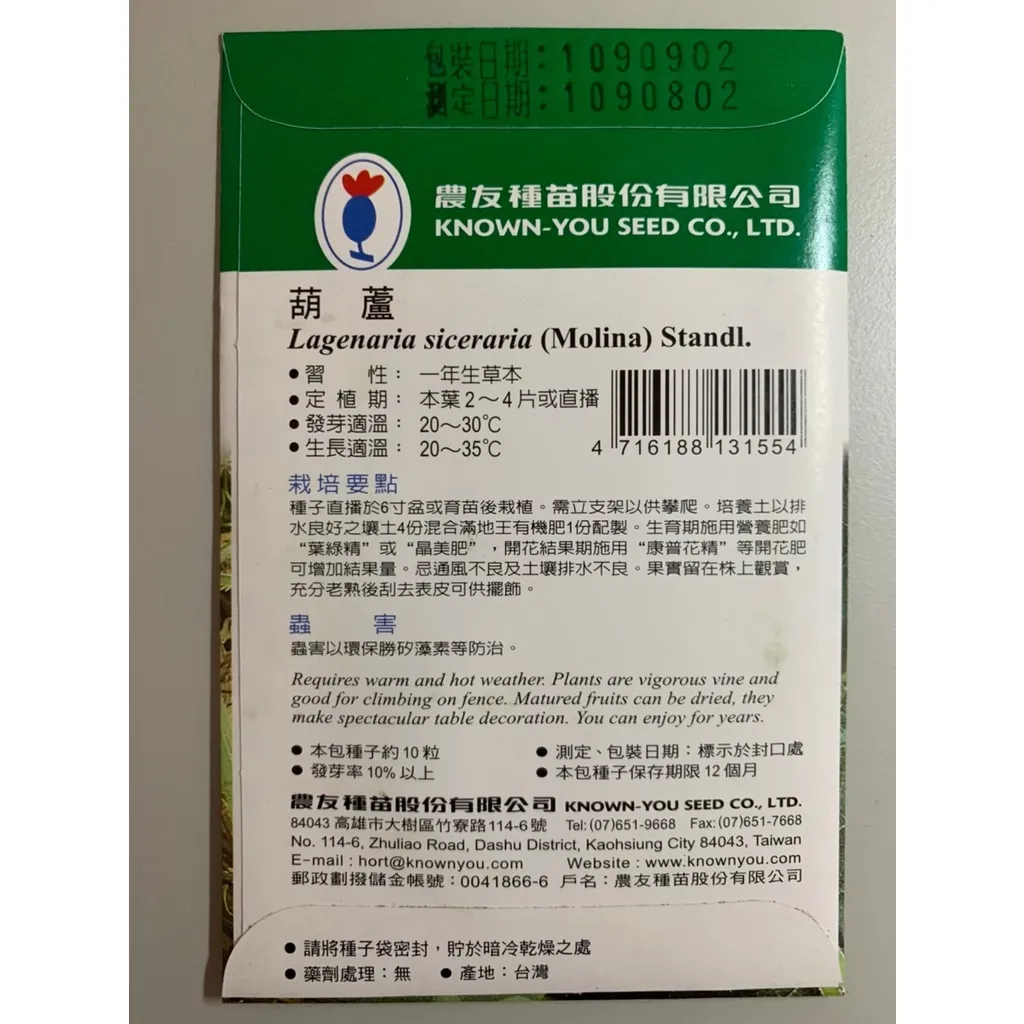 包裝日期：1090902
測定日期：1090802
農友種苗股份有限公司
KNOWN-YOU SEED CO., LTD.
葫蘆
Lagenaria siceraria (Molina) Standl.
●習性：一年生草本
●定植期：本葉2～4片或直播
●發芽適溫：20～30℃
●生長適溫：20～35℃
4 716188 131554
栽培要點
種子直播於6寸盆或育苗後栽植。需立支架以供攀爬。培養土以排
水良好之壤土4份混合滿地王有機肥1份配製。生育期施用營養肥如
“葉綠精”或“晶美肥”，開花結果期施用“康普花精”等開花肥
可增加結果量。忌通風不良及土壤排水不良。果實留在株上觀賞，
充分老熟後刮去表皮可供擺飾。
蟲害
蟲害以環保勝矽藻素等防治。
Requires warm and hot weather. Plants are vigorous vine and
good for climbing on fence. Matured fruits can be dried, they
make spectacular table decoration. You can enjoy for years.
●本包種子約10粒 ●測定、包裝日期：標示於封口處
●發芽率10%以上 ●本包種子保存期限12個月
農友種苗股份有限公司 KNOWN-YOU SEED CO., LTD.
84043 高雄市大樹區竹寮路114-6號 Tel: (07)651-9668 Fax: (07)651-7668
No. 114-6, Zhuliao Road, Dashu District, Kaohsiung City 84043, Taiwan
E-mail : hort@knownyou.com Website : www.knownyou.com
郵政劃撥儲金帳號：0041866-6 戶名：農友種苗股份有限公司
●請將種子袋密封，貯於暗冷乾燥之處
●藥劑處理：無 ●產地：台灣